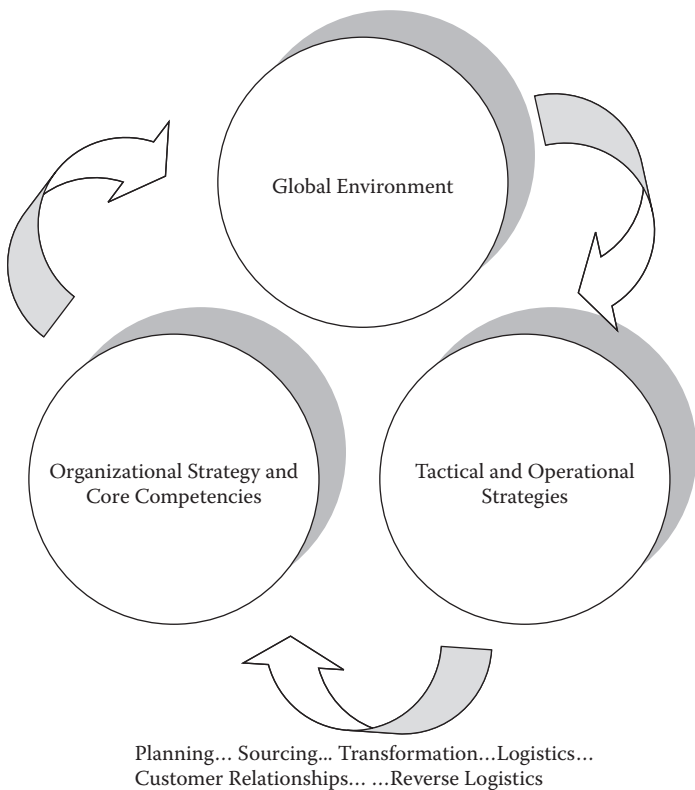 Global Environment
Organizational Strategy and
Core Competencies
Tactical and Operational
Strategies
Planning… Sourcing... Transformation…Logistics…
Customer Relationships… …Reverse Logistics